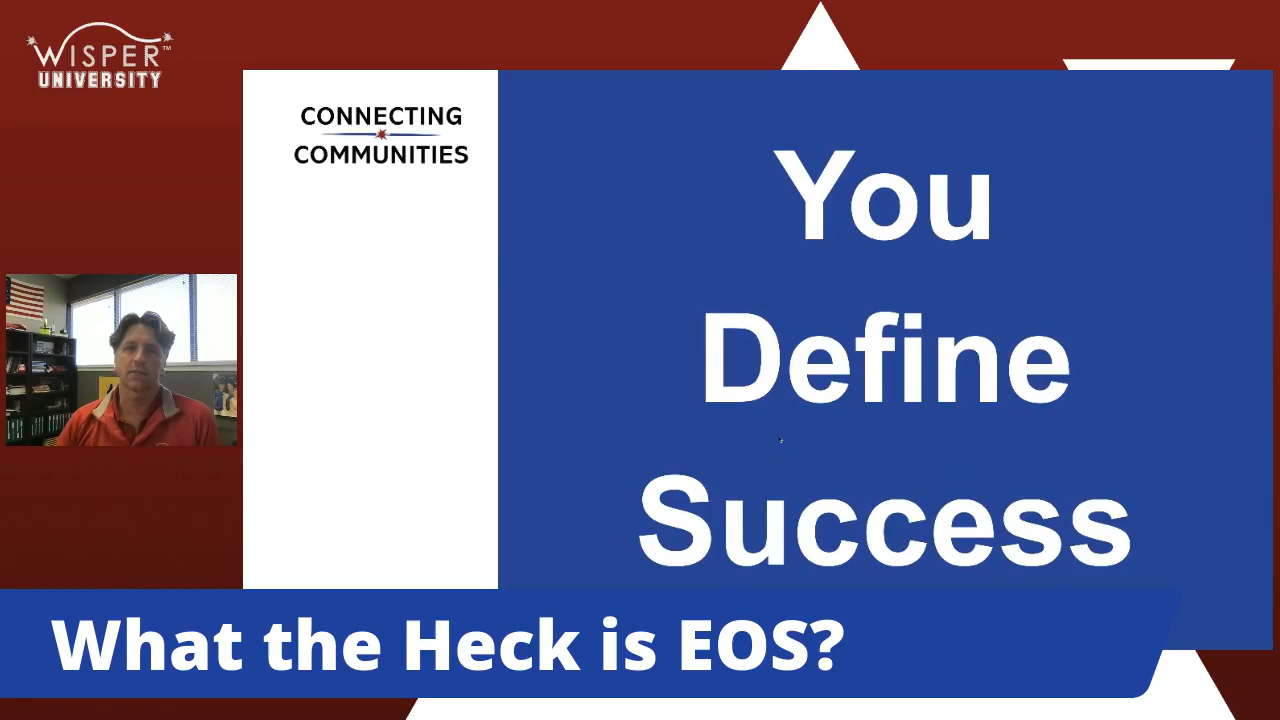 WISPER™
UNIVERSITY
CONNECTING
COMMUNITIES
You
Define
Success
What the Heck is EOS?